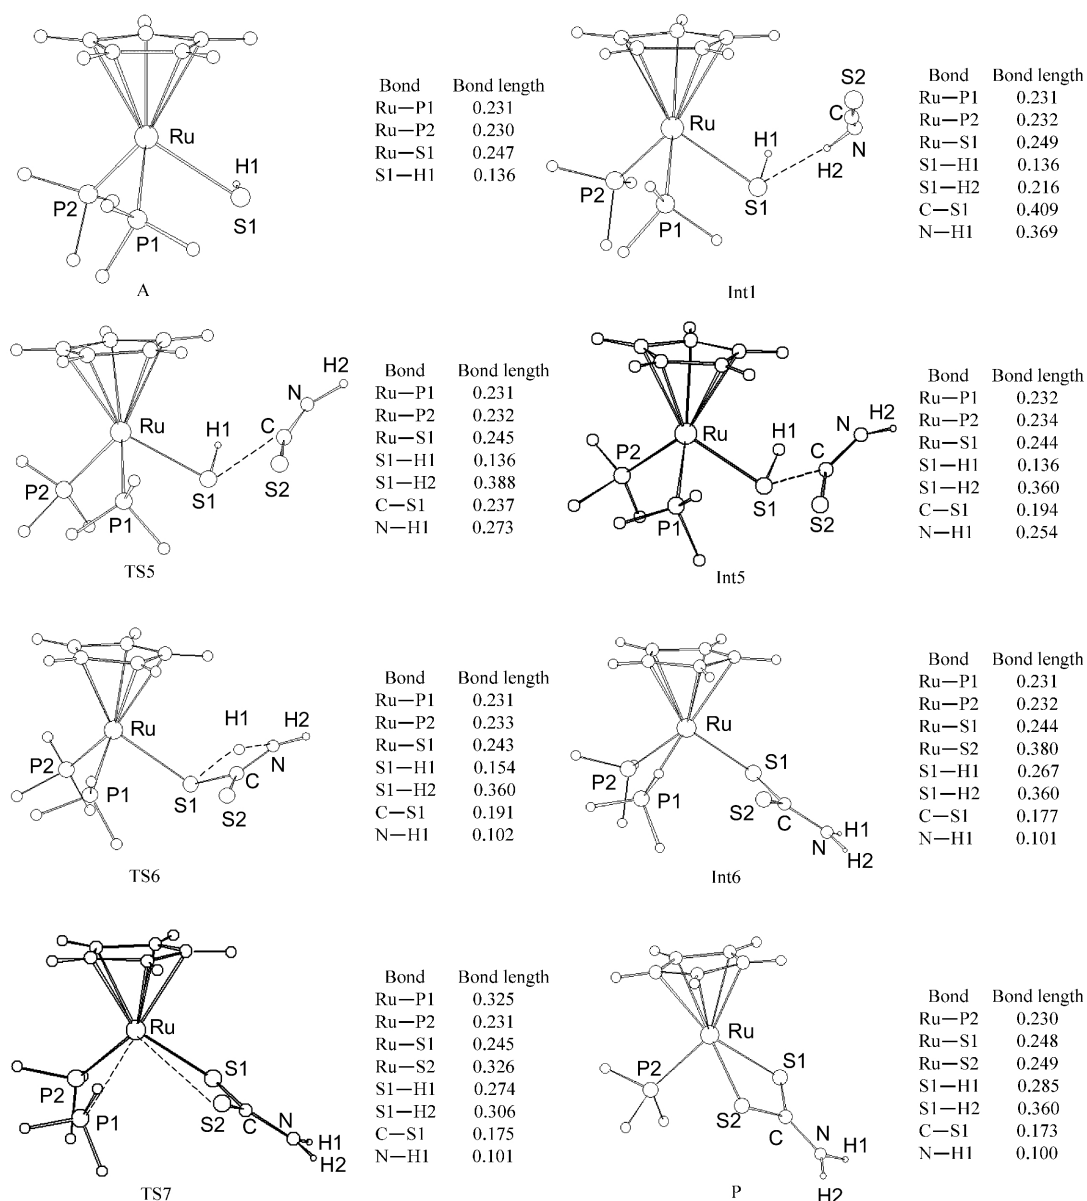 Bond Bond length
Ru—P1 0.231
Ru—P2 0.230
Ru—S1 0.247
S1—H1 0.136
Ru
H1
S1
P2
P1
A
Bond Bond length
Ru—P1 0.231
Ru—P2 0.232
Ru—S1 0.249
S1—H1 0.136
S1—H2 0.216
C—S1 0.409
N—H1 0.369
S2
C
N
Ru
H1
H2
S1
P2
P1
Int1
Bond Bond length
Ru—P1 0.231
Ru—P2 0.232
Ru—S1 0.245
S1—H1 0.136
S1—H2 0.388
C—S1 0.237
N—H1 0.273
H2
N
C
H1
Ru
S2
S1
P2
P1
TS5
Bond Bond length
Ru—P1 0.232
Ru—P2 0.234
Ru—S1 0.244
S1—H1 0.136
S1—H2 0.360
C—S1 0.194
N—H1 0.254
H2
N
H1
C
Ru
P2
S1
S2
P1
Int5
Bond Bond length
Ru—P1 0.231
Ru—P2 0.233
Ru—S1 0.243
S1—H1 0.154
S1—H2 0.360
C—S1 0.191
N—H1 0.102
H1
H2
Ru
N
C
P2
S1
S2
P1
TS6
Bond Bond length
Ru—P1 0.231
Ru—P2 0.232
Ru—S1 0.244
Ru—S2 0.380
S1—H1 0.267
S1—H2 0.360
C—S1 0.177
N—H1 0.101
Ru
S1
P2
P1
S2
C
H1
N
H2
Int6
Bond Bond length
Ru—P1 0.325
Ru—P2 0.231
Ru—S1 0.245
Ru—S2 0.326
S1—H1 0.274
S1—H2 0.306
C—S1 0.175
N—H1 0.101
Ru
S1
P2
P1
S2
C
N
H1
H2
TS7
Bond Bond length
Ru—P2 0.230
Ru—S1 0.248
Ru—S2 0.249
S1—H1 0.285
S1—H2 0.360
C—S1 0.173
N—H1 0.100
Ru
S1
P2
S2
C
N
H1
H2
P